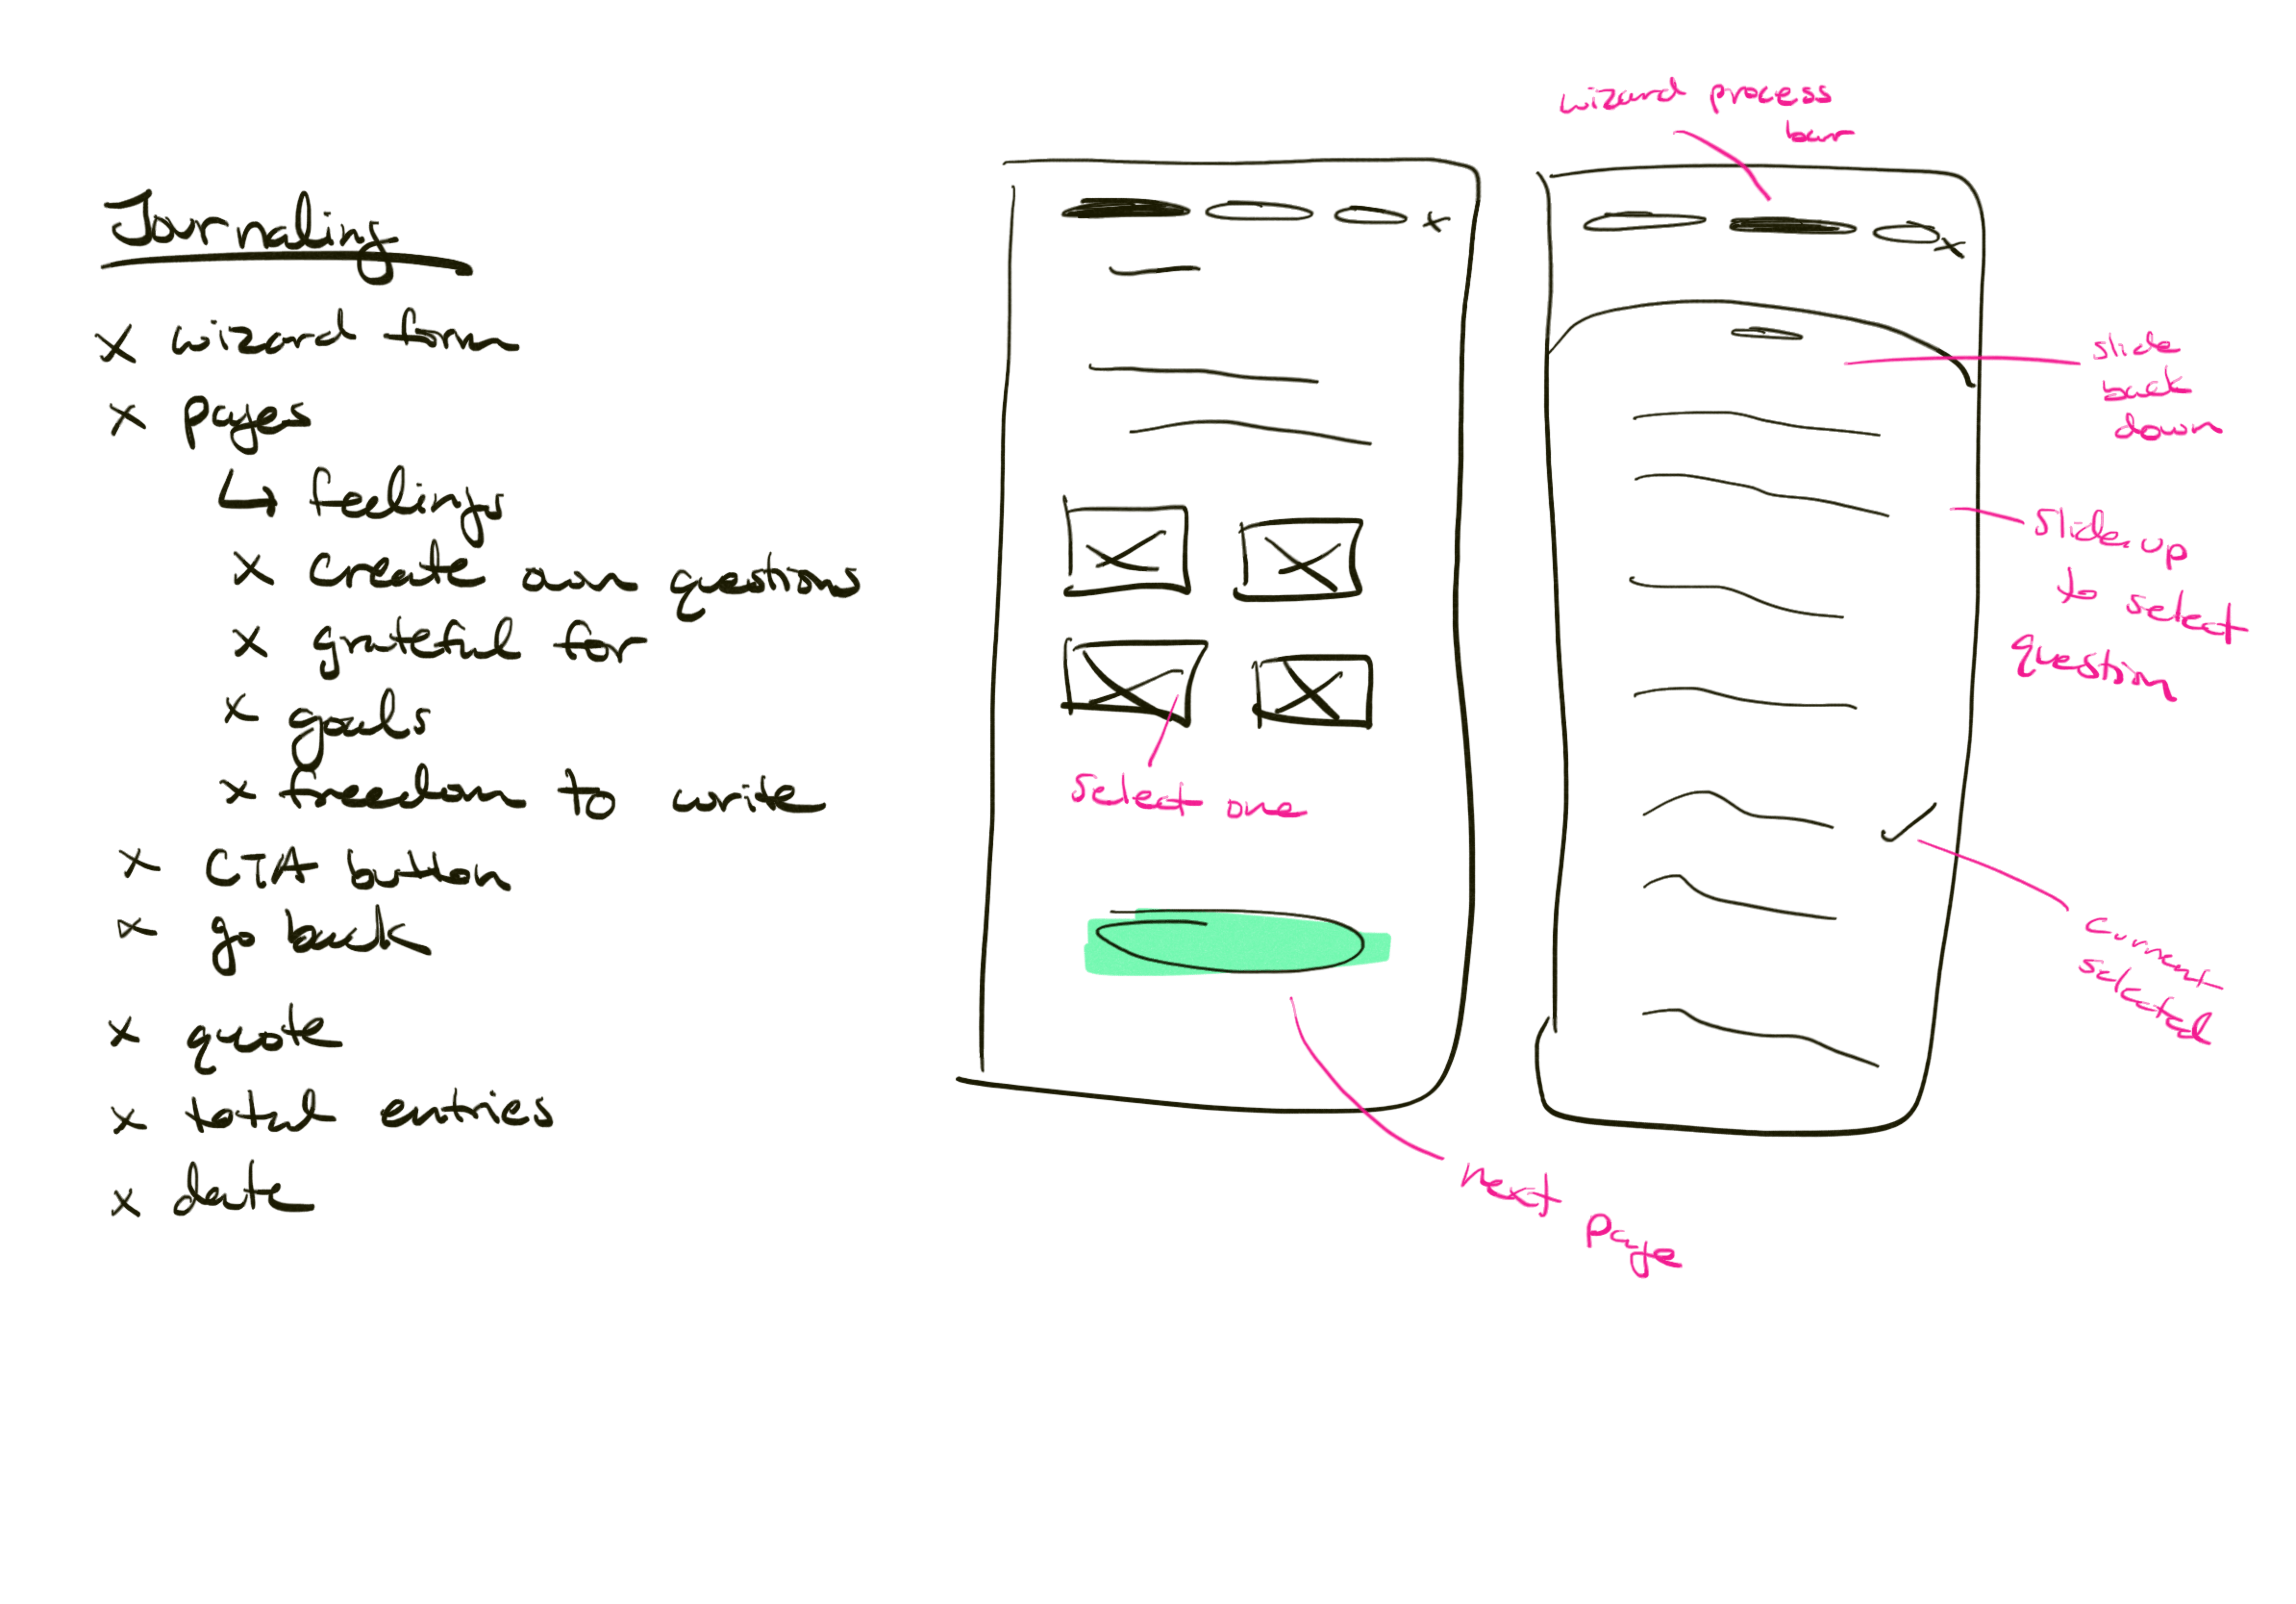 Journaling
x wizard form
x pages
↳ feelings
x create own questions
x grateful for
x goals
x freedom to write
x CTA button
x go back
x quote
x total entries
x date
x
Select one
next page
wizard process
bar
x
slide
back
down
Slide up
to select
question
✓
current
selected